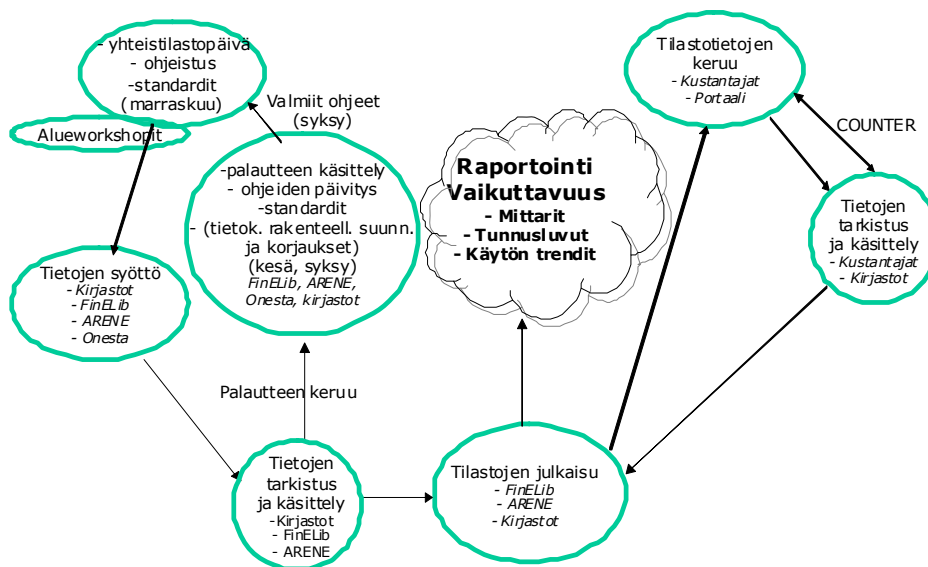 - yhteistilastopäivä
- ohjeistus
-standardit
(marraskuu)
Alueworkshopit
Valmiit ohjeet
(syksy)
-palautteen käsittely
- ohjeiden päivitys
-standardit
- (tietok. rakenteell. suunn.
ja korjaukset)
(kesä, syksy)
FinELib, ARENE,
Onesta, kirjastot
Tietojen syöttö
- Kirjastot
- FinELib
- ARENE
- Onesta
Palautteen keruu
Tietojen
tarkistus
ja käsittely
-Kirjastot
- FinELib
- ARENE
Raportointi
Vaikuttavuus
- Mittarit
- Tunnusluvut
- Käytön trendit
Tilastojen julkaisu
- FinELib
- ARENE
- Kirjastot
Tilastotietojen
keruu
- Kustantajat
- Portaali
COUNTER
Tietojen
tarkistus
ja käsittely
- Kustantajat
- Kirjastot